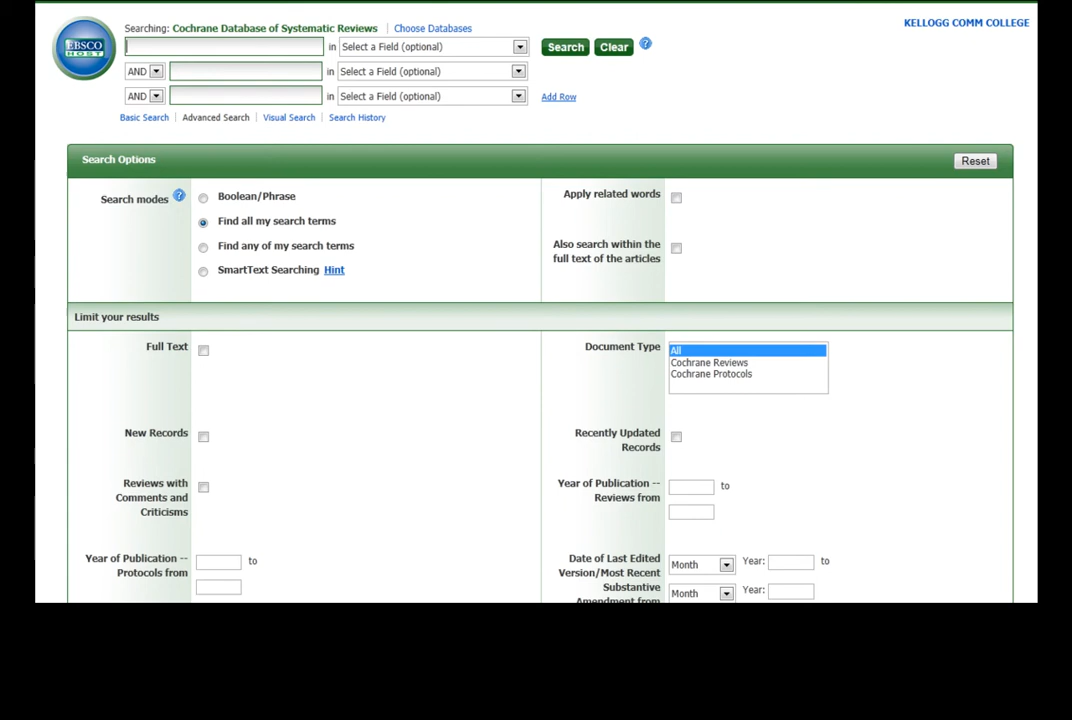 Searching: Cochrane Database of Systematic Reviews Choose Databases KELLOGG COMM COLLEGE
EBSCO
HOST
in Select a Field (optional) Search Clear ?
AND in Select a Field (optional)
AND in Select a Field (optional) Add Row
Basic Search Advanced Search Visual Search Search History
Search Options Reset
Search modes ? Boolean/Phrase
Find all my search terms
Find any of my search terms
SmartText Searching Hint
Apply related words
Also search within the
full text of the articles
Limit your results
Full Text
Document Type All
Cochrane Reviews
Cochrane Protocols
New Records
Recently Updated
Records
Reviews with
Comments and
Criticisms
Year of Publication -- to
Reviews from
Year of Publication -- to
Protocols from
Date of Last Edited Month Year: to
Version/Most Recent
Substantive Month Year:
Amendment from